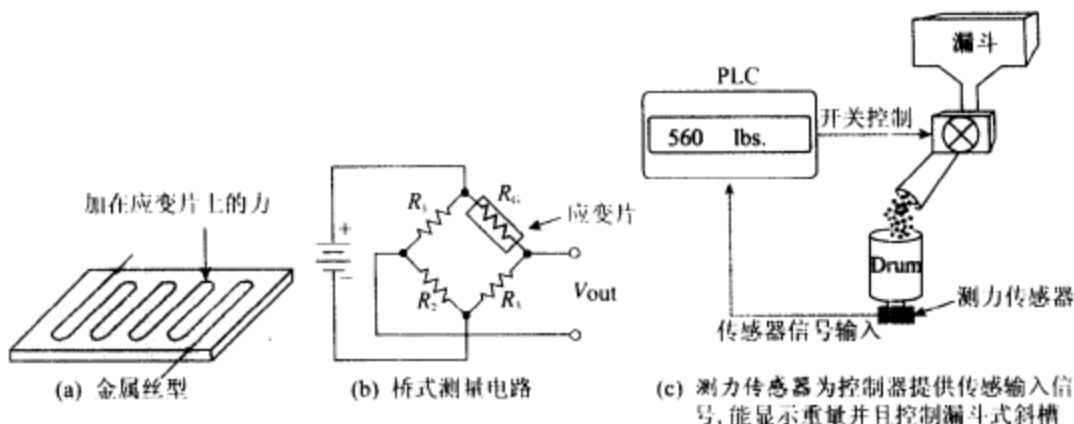 漏斗
PLC
开关控制
560 lbs.
加在应变片上的力
R₁
R_G
应变片
+
-
R₂
R₃
Vout
Drum
测力传感器
传感器信号输入
(a) 金属丝型
(b) 桥式测量电路
(c) 测力传感器为控制器提供传感输入信
号,能显示重量并且控制漏斗式斜槽